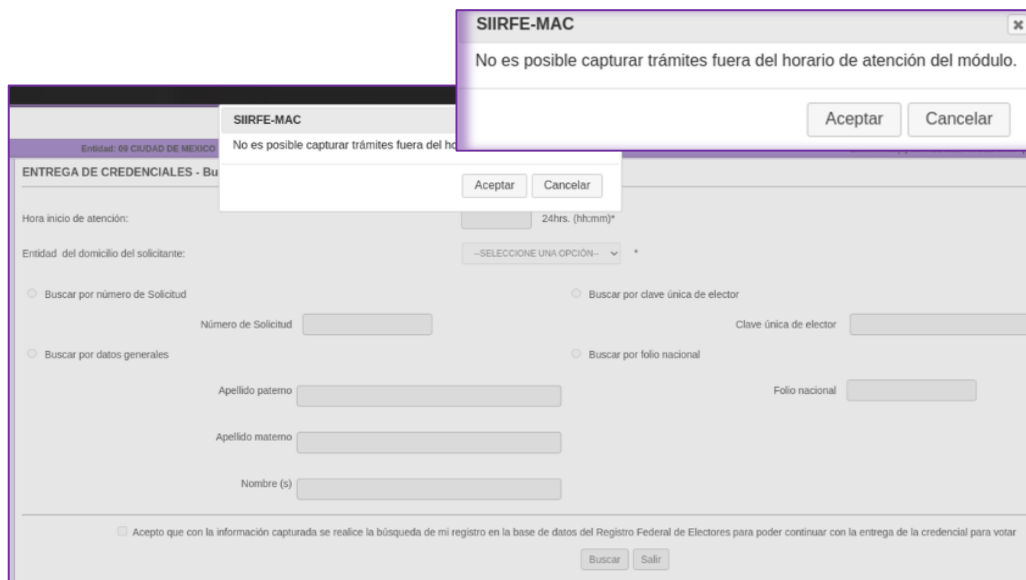 SIIRFE-MAC
No es posible capturar trámites fuera del horario de atención del módulo.
Aceptar Cancelar
SIIRFE-MAC
No es posible capturar trámites fuera del ho
Aceptar Cancelar
Entidad: 09 CIUDAD DE MEXICO
ENTREGA DE CREDENCIALES - Bu
Hora inicio de atención: 24hrs. (hh:mm)*
Entidad del domicilio del solicitante: --SELECCIONE UNA OPCIÓN-- *
Buscar por número de Solicitud Buscar por clave única de elector
Número de Solicitud Clave única de elector
Buscar por datos generales Buscar por folio nacional
Apellido paterno Folio nacional
Apellido materno
Nombre (s)
Acepto que con la información capturada se realice la búsqueda de mi registro en la base de datos del Registro Federal de Electores para poder continuar con la entrega de la credencial para votar
Buscar Salir